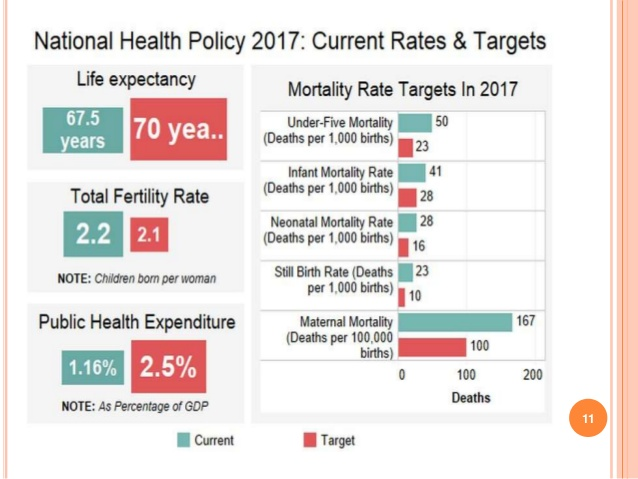 National Health Policy 2017: Current Rates & Targets
Life expectancy
67.5
years
70 yea..
Total Fertility Rate
2.2
2.1
NOTE: Children born per woman
Public Health Expenditure
1.16%
2.5%
NOTE: As Percentage of GDP
Mortality Rate Targets In 2017
Under-Five Mortality
(Deaths per 1,000 births)
50
23
Infant Mortality Rate
(Deaths per 1,000 births)
41
28
Neonatal Mortality Rate
(Deaths per 1,000 births)
28
16
Still Birth Rate (Deaths
per 1,000 births)
23
10
Maternal Mortality
(Deaths per 100,000
births)
167
100
0 100 200
Deaths
Current Target
11